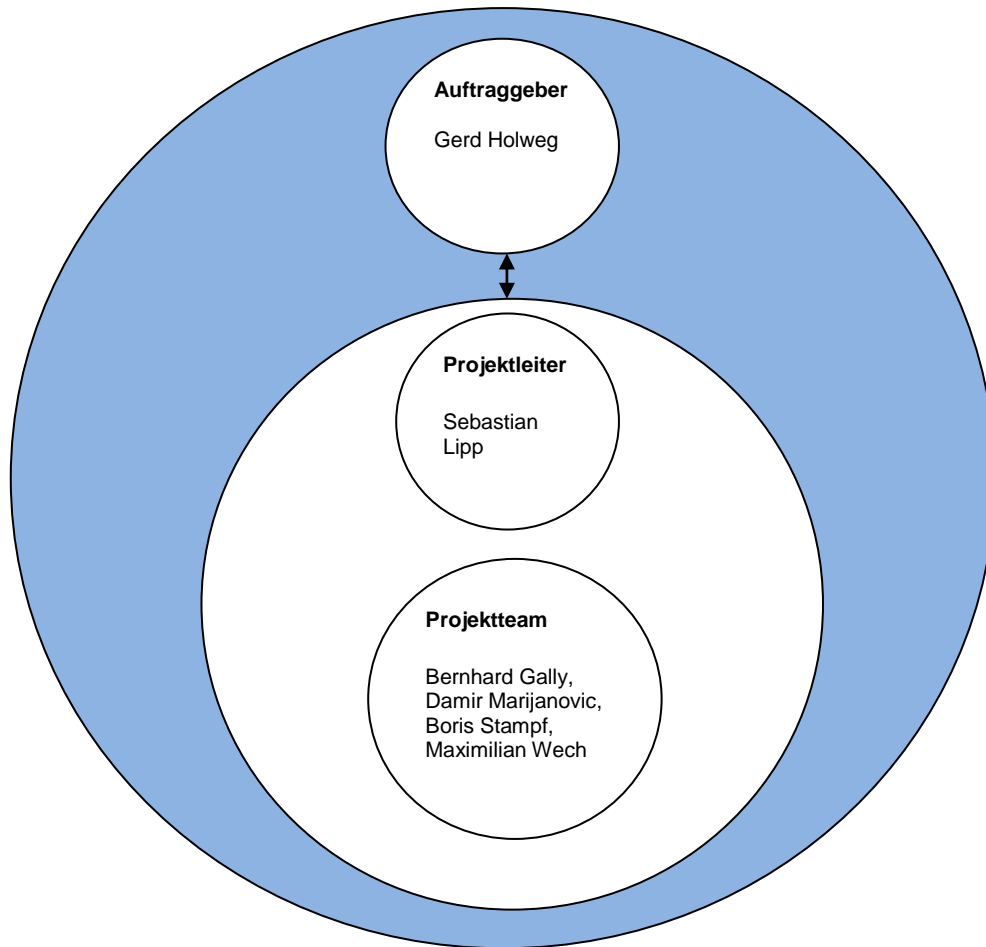 Auftraggeber
Gerd Holweg
Projektleiter
Sebastian
Lipp
Projektteam
Bernhard Gally,
Damir Marijanovic,
Boris Stampf,
Maximilian Wech